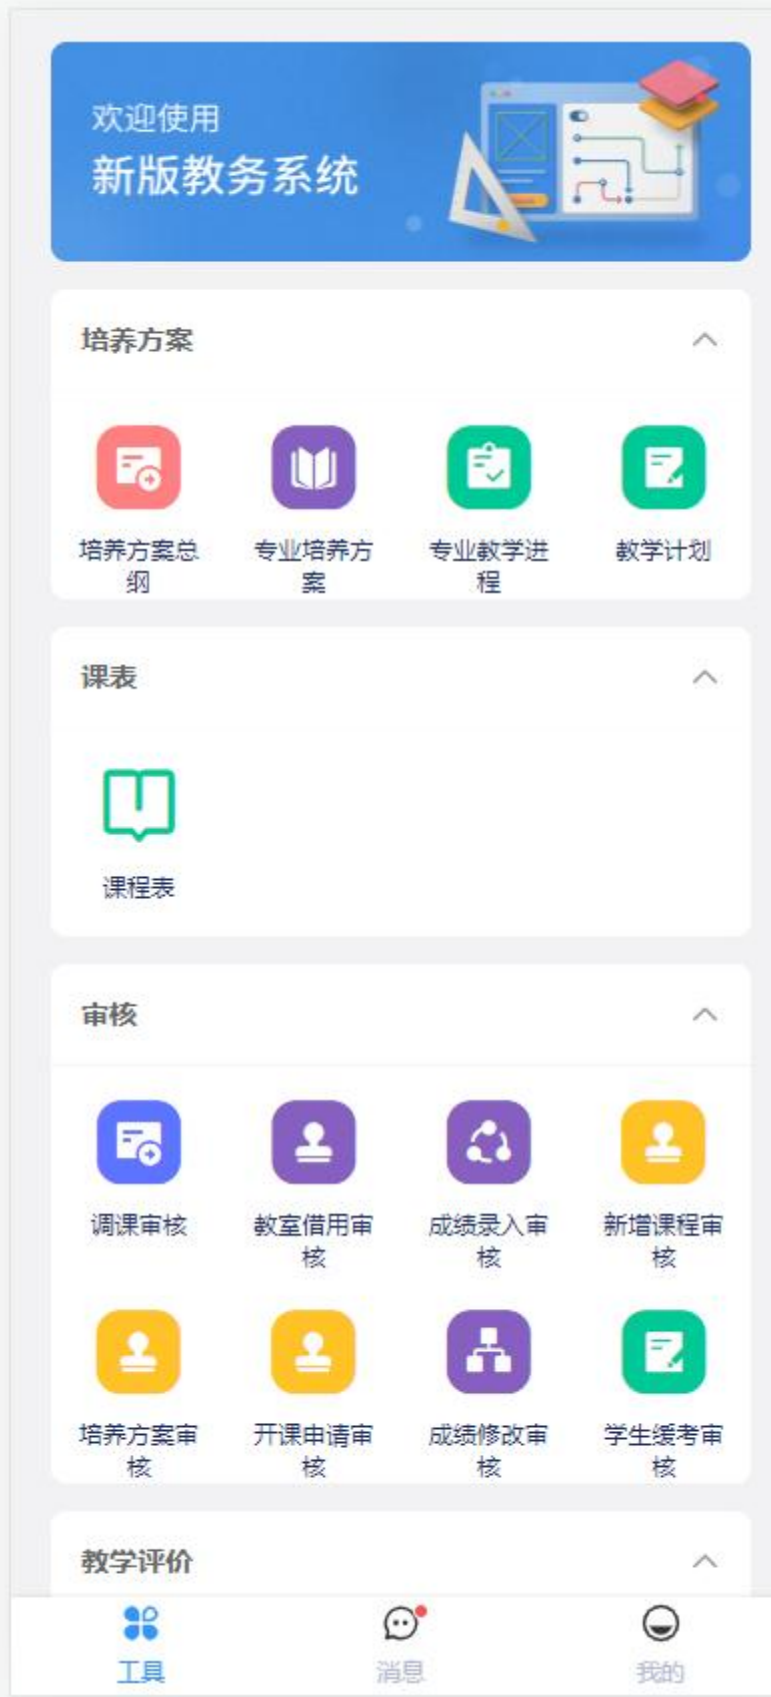 欢迎使用
新版教务系统
培养方案
培养方案总
纲
专业培养方
案
专业教学进
程
教学计划
课表
课程表
审核
调课审核
教室借用审
核
成绩录入审
核
新增课程审
核
培养方案审
核
开课申请审
核
成绩修改审
核
学生缓考审
核
教学评价
工具
消息
我的